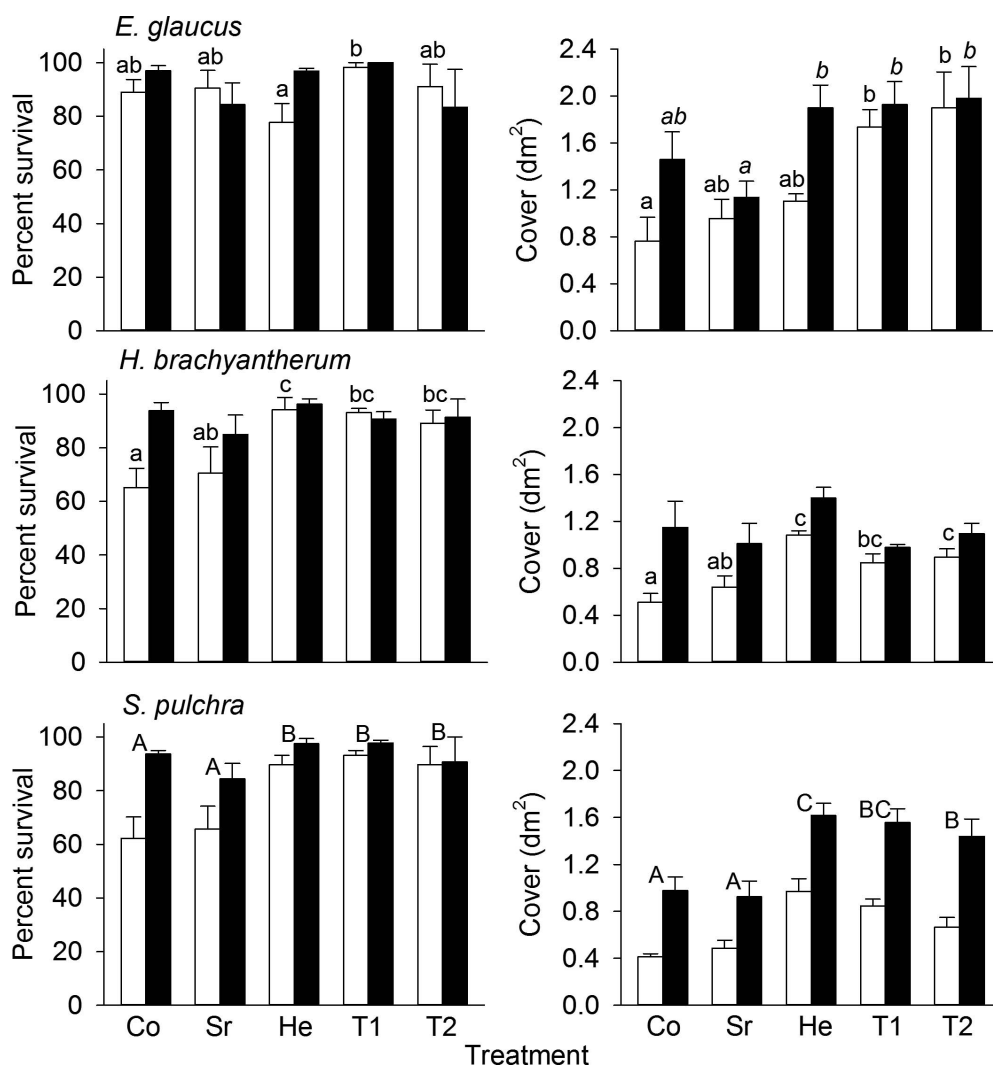 E. glaucus
Percent survival
100
80
60
40
20
0
ab
ab
a
b
ab
Cover (dm²)
2.4
2.0
1.6
1.2
0.8
0.4
0.0
a
ab
ab
a
ab
b
b
b
b
b
H. brachyantherum
Percent survival
100
80
60
40
20
0
a
ab
c
bc
bc
Cover (dm²)
2.4
2.0
1.6
1.2
0.8
0.4
0.0
a
ab
c
bc
c
S. pulchra
Percent survival
100
80
60
40
20
0
A
A
B
B
B
Co Sr He T1 T2
Cover (dm²)
2.4
2.0
1.6
1.2
0.8
0.4
0.0
A
A
C
BC
B
Co Sr He T1 T2
Treatment